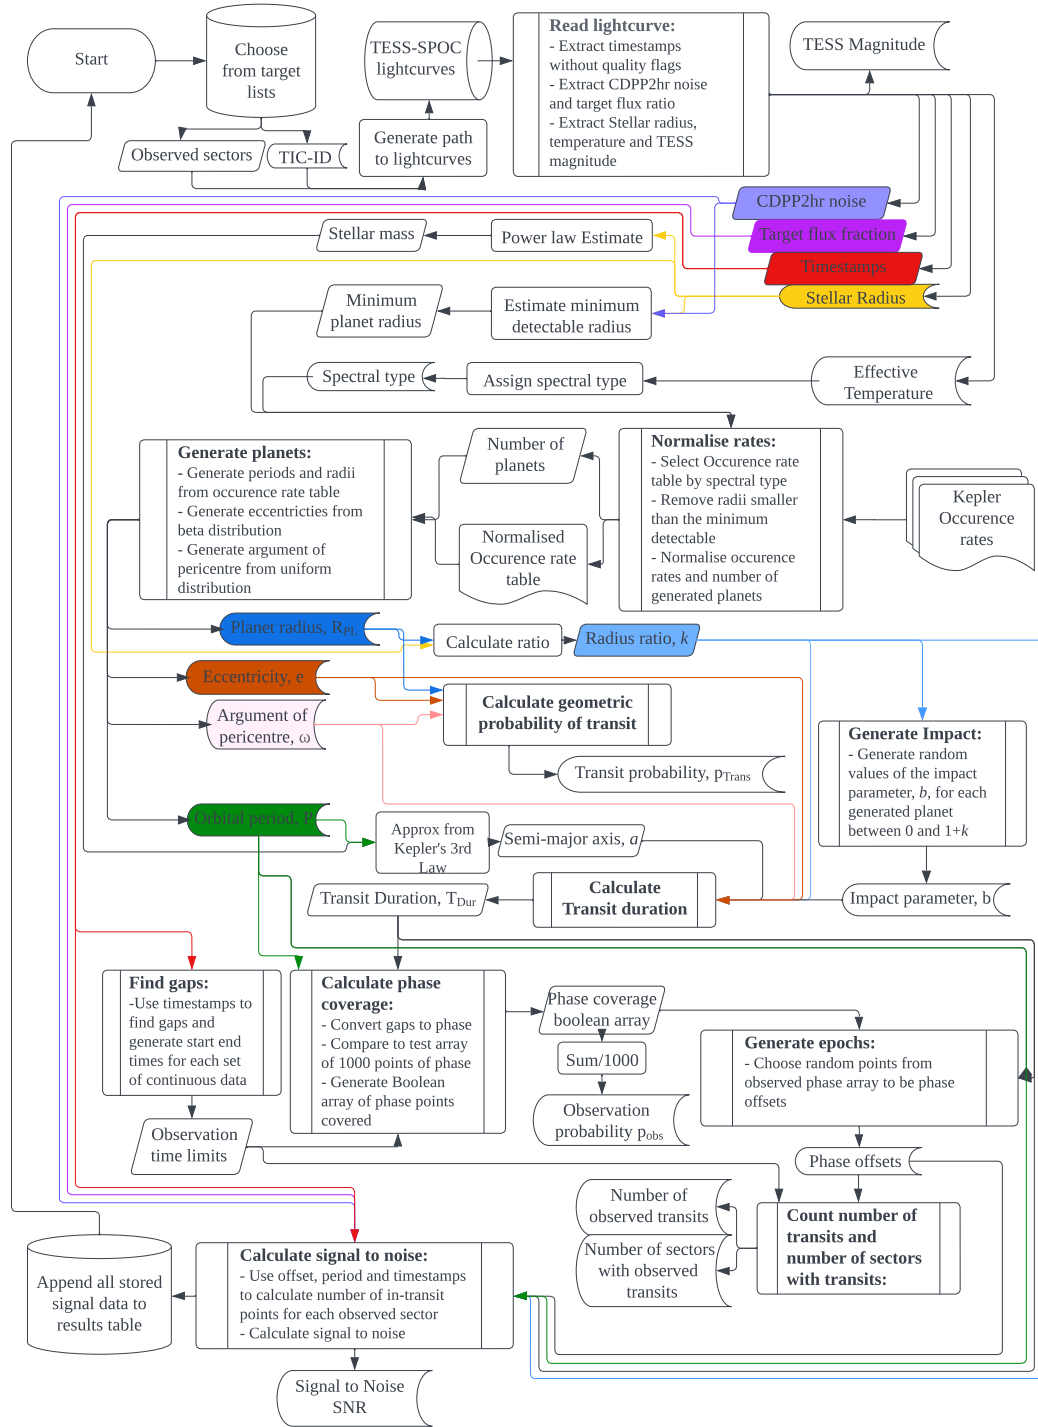 Start
Choose
from target
lists
TESS-SPOC
lightcurves
Read lightcurve:
- Extract timestamps
without quality flags
- Extract CDPP2hr noise
and target flux ratio
- Extract Stellar radius,
temperature and TESS
magnitude
TESS Magnitude
Observed sectors
TIC-ID
Generate path
to lightcurves
CDPP2hr noise
Target flux fraction
Timestamps
Stellar Radius
Stellar mass
Power law Estimate
Minimum
planet radius
Estimate minimum
detectable radius
Spectral type
Assign spectral type
Effective
Temperature
Generate planets:
- Generate periods and radii
from occurence rate table
- Generate eccentricties from
beta distribution
- Generate argument of
pericentre from uniform
distribution
Number of
planets
Normalised
Occurence rate
table
Normalise rates:
- Select Occurence rate
table by spectral type
- Remove radii smaller
than the minimum
detectable
- Normalise occurence
rates and number of
generated planets
Kepler
Occurence
rates
Planet radius, RPL
Calculate ratio
Radius ratio, k
Eccentricity, e
Argument of
pericentre, ω
Calculate geometric
probability of transit
Transit probability, pTrans
Generate Impact:
- Generate random
values of the impact
parameter, b, for each
generated planet
between 0 and 1+k
Orbital period, P
Approx from
Kepler's 3rd
Law
Semi-major axis, a
Transit Duration, TDur
Calculate
Transit duration
Impact parameter, b
Find gaps:
-Use timestamps to
find gaps and
generate start end
times for each set
of continuous data
Calculate phase
coverage:
- Convert gaps to phase
- Compare to test array
of 1000 points of phase
- Generate Boolean
array of phase points
covered
Phase coverage
boolean array
Sum/1000
Observation
probability pobs
Generate epochs:
- Choose random points from
observed phase array to be phase
offsets
Observation
time limits
Phase offsets
Number of
observed transits
Number of sectors
with observed
transits
Count number of
transits and
number of sectors
with transits:
Append all stored
signal data to
results table
Calculate signal to noise:
- Use offset, period and timestamps
to calculate number of in-transit
points for each observed sector
- Calculate signal to noise
Signal to Noise
SNR